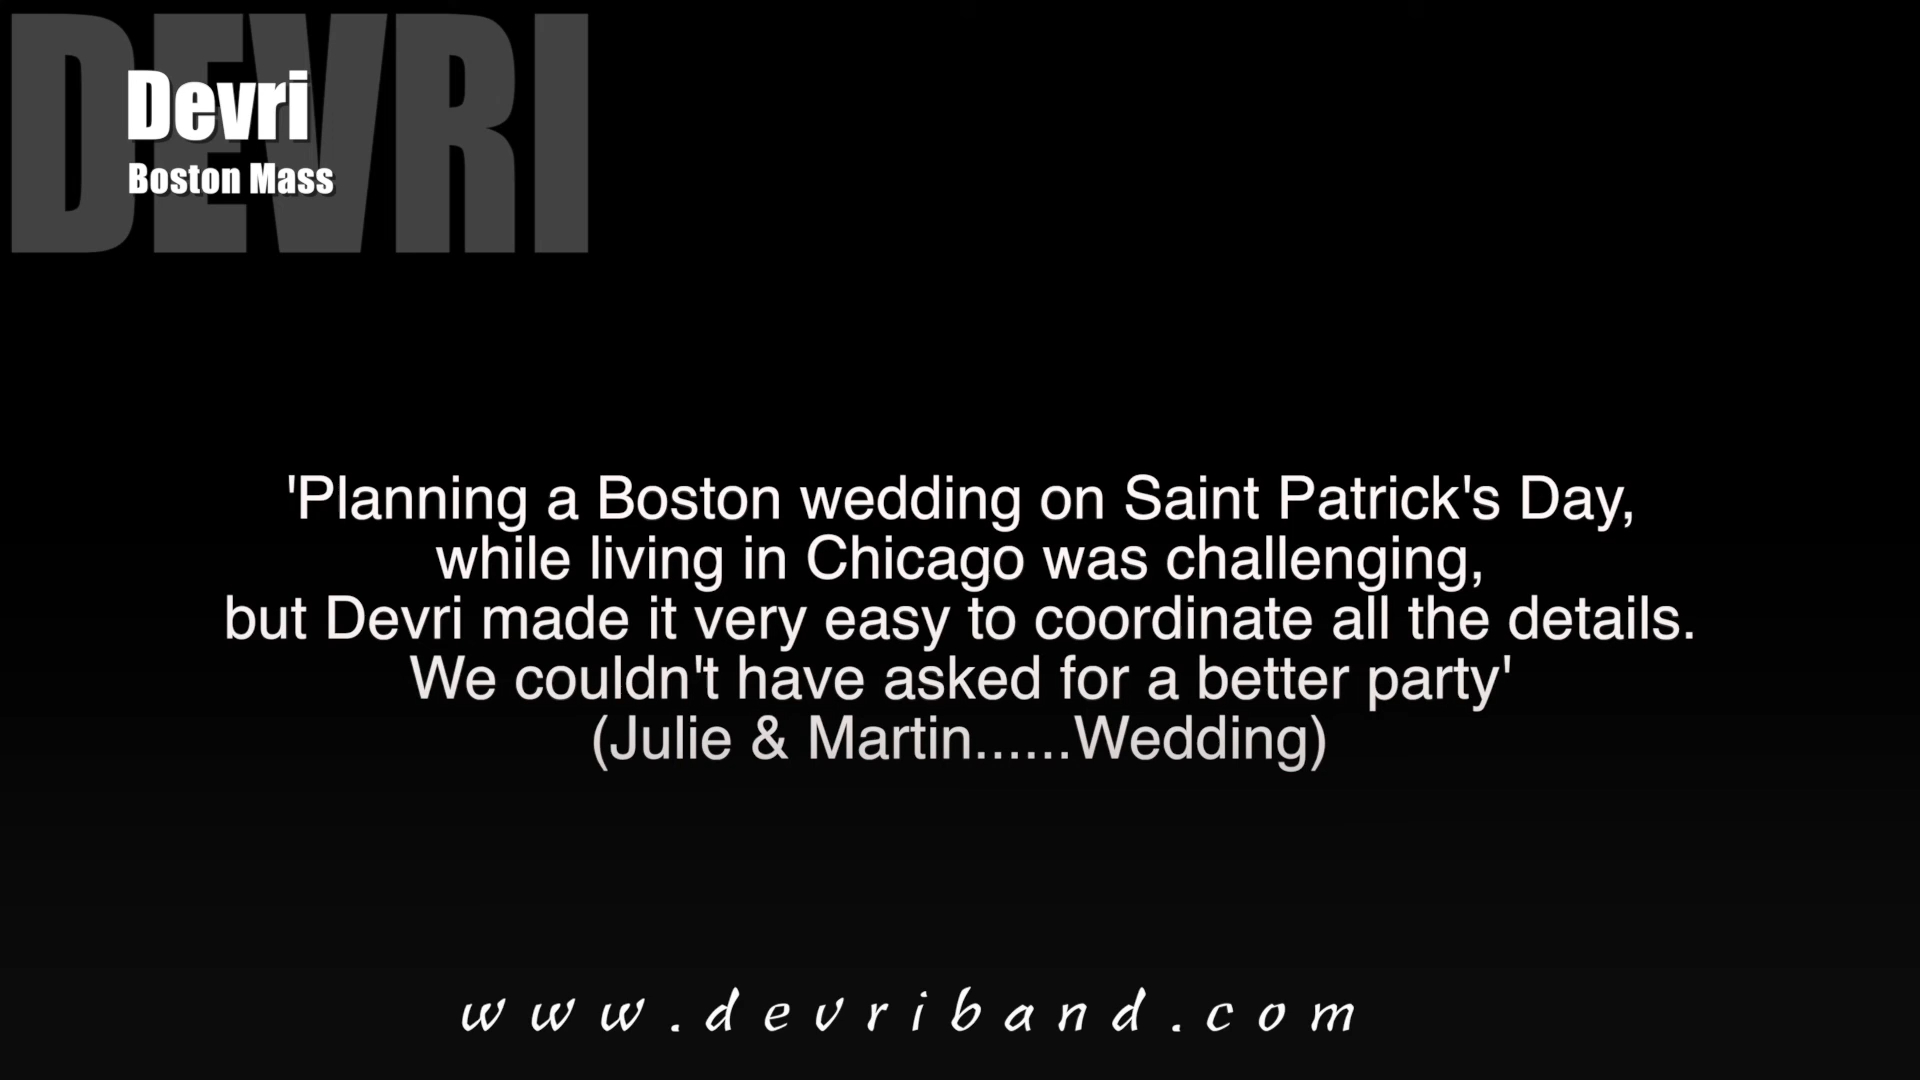 DEVRI
Devri
Boston Mass
'Planning a Boston wedding on Saint Patrick's Day,
while living in Chicago was challenging,
but Devri made it very easy to coordinate all the details.
We couldn't have asked for a better party'
(Julie & Martin......Wedding)
www.devriband.com